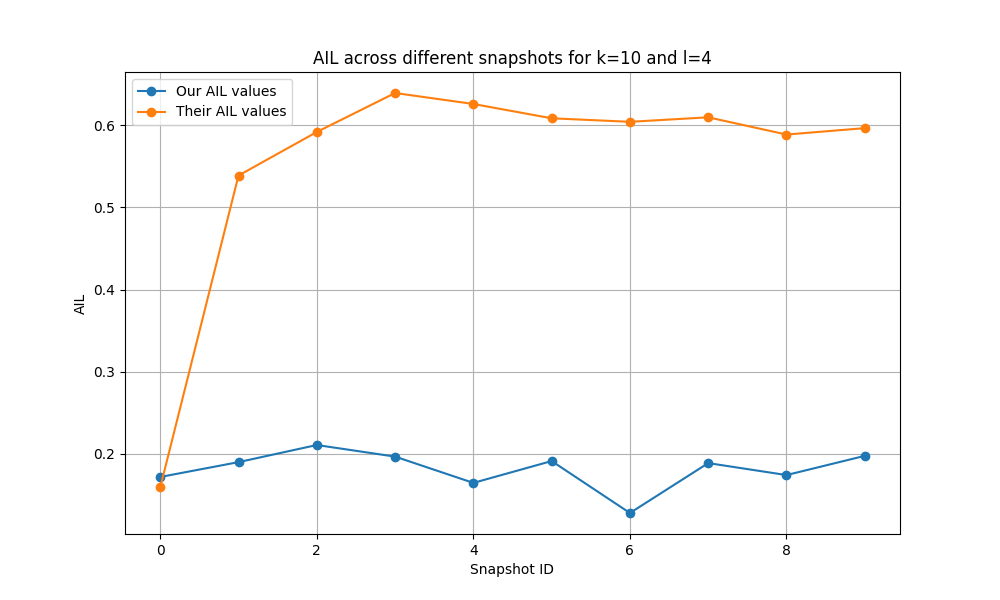 AIL across different snapshots for k=10 and l=4
Our AIL values
Their AIL values
AIL
0.6
0.5
0.4
0.3
0.2
0 2 4 6 8
Snapshot ID